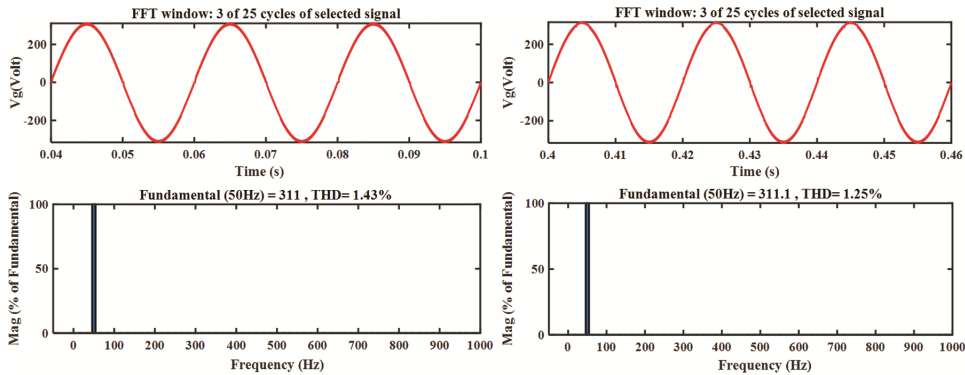 FFT window: 3 of 25 cycles of selected signal
Vg(Volt)
200
0
-200
0.04 0.05 0.06 0.07 0.08 0.09 0.1
Time (s)
Fundamental (50Hz) = 311 , THD= 1.43%
Mag (% of Fundamental)
100
50
0
0 100 200 300 400 500 600 700 800 900 1000
Frequency (Hz)
FFT window: 3 of 25 cycles of selected signal
Vg(Volt)
200
0
-200
0.4 0.41 0.42 0.43 0.44 0.45 0.46
Time (s)
Fundamental (50Hz) = 311.1 , THD= 1.25%
Mag (% of Fundamental)
100
50
0
0 100 200 300 400 500 600 700 800 900 1000
Frequency (Hz)